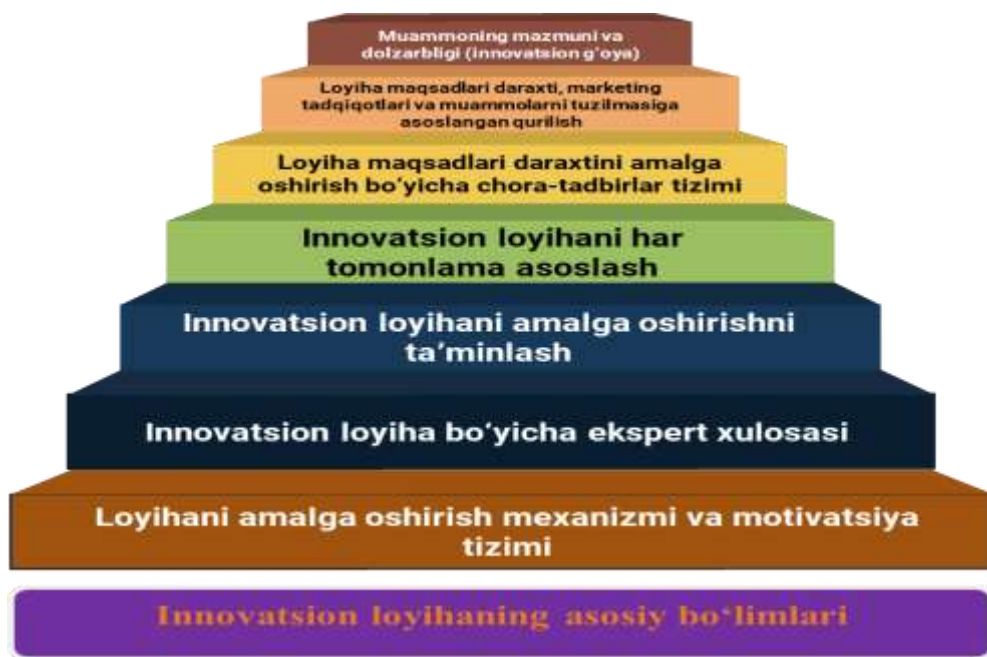 Muammoning mazmuni va
dolzarbligi (innovatsion g‘oya)
Loyiha maqsadlari daraxti, marketing
tadqiqotlari va muammolarni tuzilmasiga
asoslangan qurilish
Loyiha maqsadlari daraxtini amalga
oshirish bo‘yicha chora-tadbirlar tizimi
Innovatsion loyihani har
tomonlama asoslash
Innovatsion loyihani amalga oshirishni
ta’minlash
Innovatsion loyiha bo‘yicha ekspert xulosasi
Loyihani amalga oshirish mexanizmi va motivatsiya
tizimi
Innovatsion loyihaning asosiy bo‘limlari